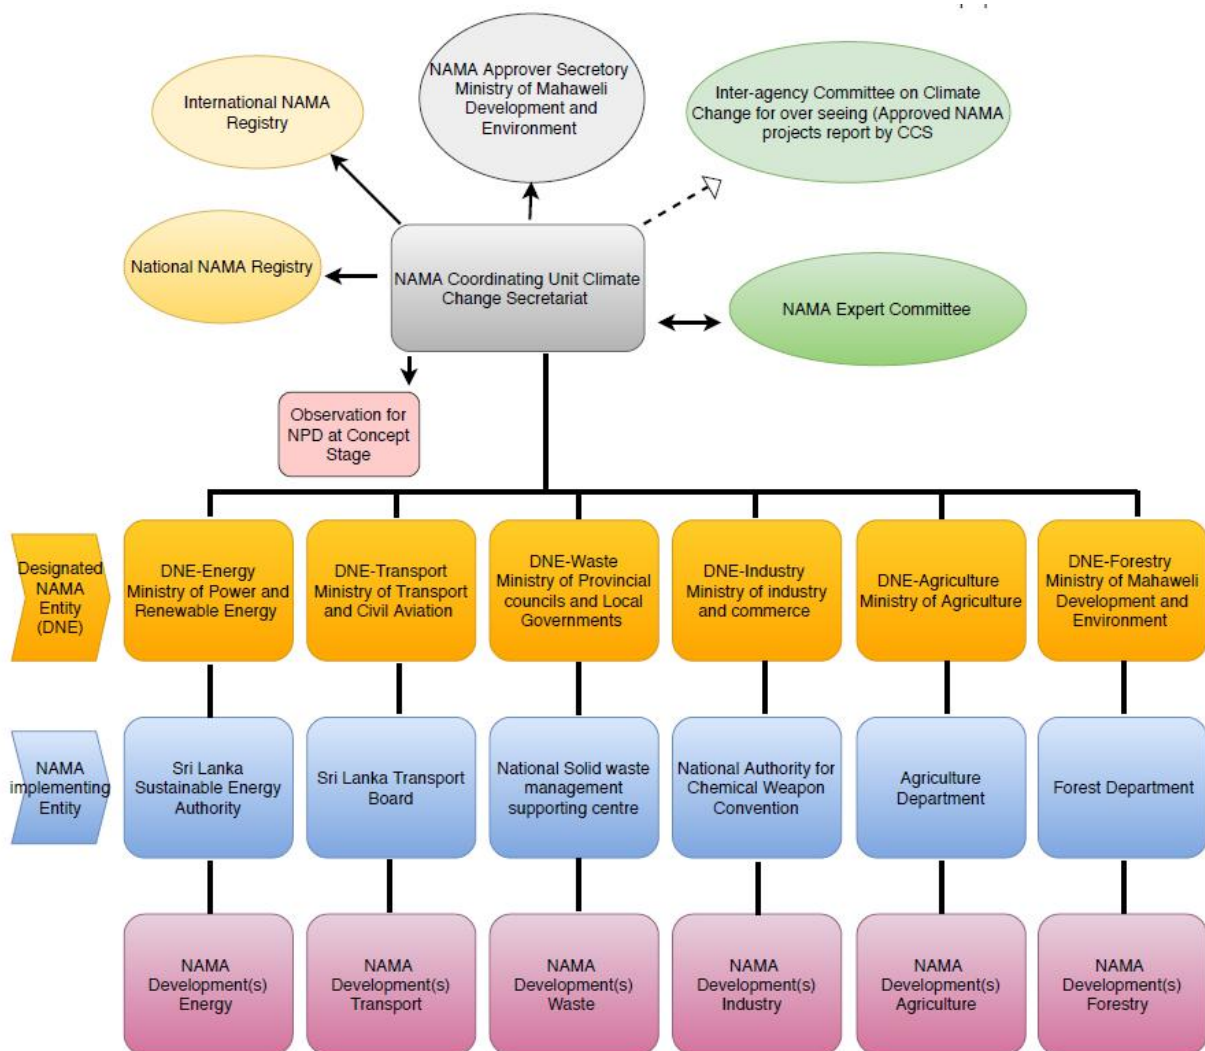 NAMA Approver Secretory
Ministry of Mahaweli
Development and
Environment
International NAMA
Registry
Inter-agency Committee on Climate
Change for over seeing (Approved NAMA
projects report by CCS
National NAMA Registry
NAMA Coordinating Unit Climate
Change Secretariat
NAMA Expert Committee
Observation for
NPD at Concept
Stage
Designated
NAMA
Entity
(DNE)
DNE-Energy
Ministry of Power and
Renewable Energy
DNE-Transport
Ministry of Transport
and Civil Aviation
DNE-Waste
Ministry of Provincial
councils and Local
Governments
DNE-Industry
Ministry of industry
and commerce
DNE-Agriculture
Ministry of Agriculture
DNE-Forestry
Ministry of Mahaweli
Development and
Environment
NAMA
implementing
Entity
Sri Lanka
Sustainable Energy
Authority
Sri Lanka Transport
Board
National Solid waste
management
supporting centre
National Authority for
Chemical Weapon
Convention
Agriculture
Department
Forest Department
NAMA
Development(s)
Energy
NAMA
Development(s)
Transport
NAMA
Development(s)
Waste
NAMA
Development(s)
Industry
NAMA
Development(s)
Agriculture
NAMA
Development(s)
Forestry